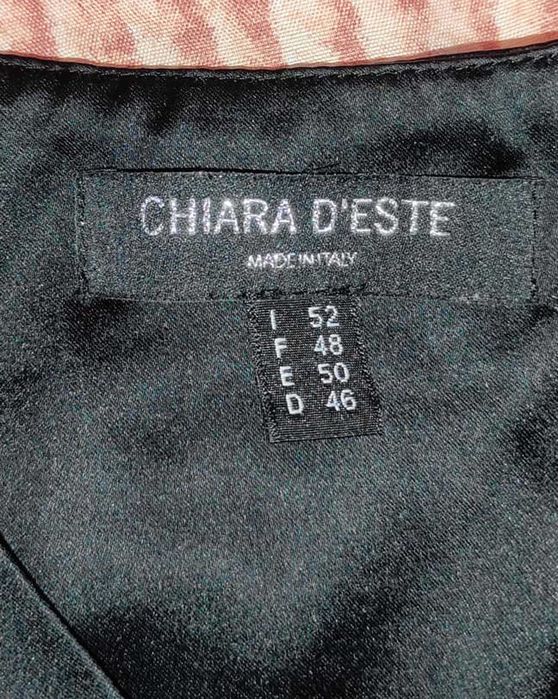 CHIARA D'ESTE
MADE IN ITALY
I 52
F 48
E 50
D 46